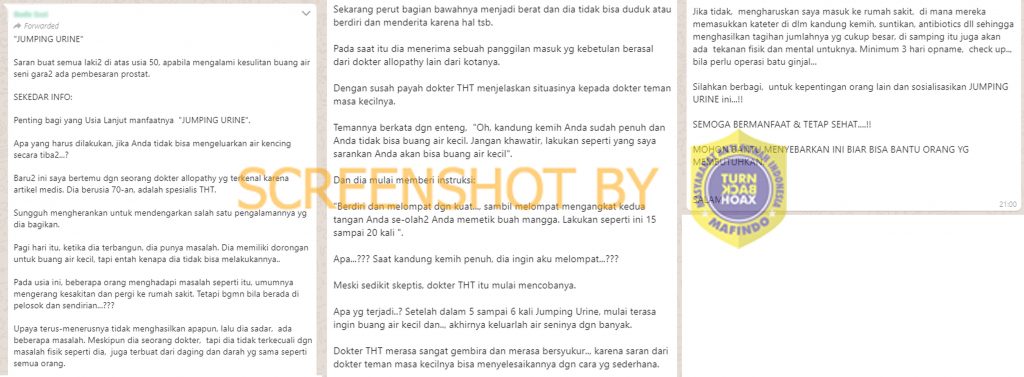 Forwarded
"JUMPING URINE"
Saran buat semua laki2 di atas usia 50, apabila mengalami kesulitan buang air
seni gara2 ada pembesaran prostat.
SEKEDAR INFO:
Penting bagi yang Usia Lanjut manfaatnya "JUMPING URINE".
Apa yang harus dilakukan, jika Anda tidak bisa mengeluarkan air kencing
secara tiba2...?
Baru2 ini saya bertemu dgn seorang dokter allopathy yg terkenal karena
artikel medis. Dia berusia 70-an, adalah spesialis THT.
Sungguh mengherankan untuk mendengarkan salah satu pengalamannya yg
dia bagikan.
Pagi hari itu, ketika dia terbangun, dia punya masalah. Dia memiliki dorongan
untuk buang air kecil, tapi entah kenapa dia tidak bisa melakukannya..
Pada usia ini, beberapa orang menghadapi masalah seperti itu, umumnya
mengerang kesakitan dan pergi ke rumah sakit. Tetapi bgmn bila berada di
pelosok dan sendirian...???
Upaya terus-menerusnya tidak menghasilkan apapun, lalu dia sadar, ada
beberapa masalah. Meskipun dia seorang dokter, tapi dia tidak terkecuali dgn
masalah fisik seperti dia, juga terbuat dari daging dan darah yg sama seperti
semua orang.
Sekarang perut bagian bawahnya menjadi berat dan dia tidak bisa duduk atau
berdiri dan menderita karena hal tsb.
Pada saat itu dia menerima sebuah panggilan masuk yg kebetulan berasal
dari dokter allopathy lain dari kotanya.
Dengan susah payah dokter THT menjelaskan situasinya kepada dokter teman
masa kecilnya.
Temannya berkata dgn enteng, "Oh, kandung kemih Anda sudah penuh dan
Anda tidak bisa buang air kecil. Jangan khawatir, lakukan seperti yang saya
sarankan Anda akan bisa buang air kecil".
Dan dia mulai memberi instruksi:
"Berdiri dan melompat dgn kuat..., sambil melompat mengangkat kedua
tangan Anda se-olah2 Anda memetik buah mangga. Lakukan seperti ini 15
sampai 20 kali ".
Apa...??? Saat kandung kemih penuh, dia ingin aku melompat...???
Meski sedikit skeptis, dokter THT itu mulai mencobanya.
Apa yg terjadi..? Setelah dalam 5 sampai 6 kali Jumping Urine, mulai terasa
ingin buang air kecil dan.., akhirnya keluarlah air seninya dgn banyak.
Dokter THT merasa sangat gembira dan merasa bersyukur.., karena saran dari
dokter teman masa kecilnya bisa menyelesaikannya dgn cara yg sederhana.
Jika tidak, mengharuskan saya masuk ke rumah sakit, di mana mereka
memasukkan kateter di dlm kandung kemih, suntikan, antibiotics dll sehingga
menghasilkan tagihan jumlahnya yg cukup besar, di samping itu juga akan
ada tekanan fisik dan mental untuknya. Minimum 3 hari opname, check up...
bila perlu operasi batu ginjal...
Silahkan berbagi, untuk kepentingan orang lain dan sosialisasikan JUMPING
URINE ini...!!
SEMOGA BERMANFAAT & TETAP SEHAT....!!
MOHON BANTU MENYEBARKAN INI BIAR BISA BANTU ORANG YG
MEMBUTUHKAN
SALAM
21:00
SCREENSHOT BY
MASYARAKAT ANTI FITNAH INDONESIA
TURN
BACK
HOAX
MAFINDO